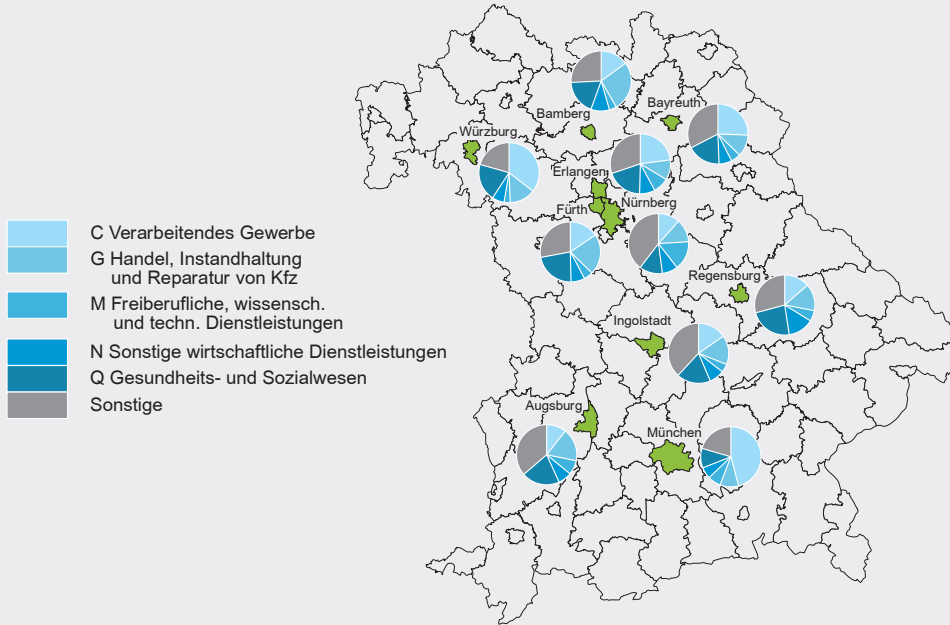 C Verarbeitendes Gewerbe
G Handel, Instandhaltung
und Reparatur von Kfz
M Freiberufliche, wissensch.
und techn. Dienstleistungen
N Sonstige wirtschaftliche Dienstleistungen
Q Gesundheits- und Sozialwesen
Sonstige
Bayreuth
Bamberg
Würzburg
Erlangen
Fürth
Nürnberg
Regensburg
Ingolstadt
Augsburg
München